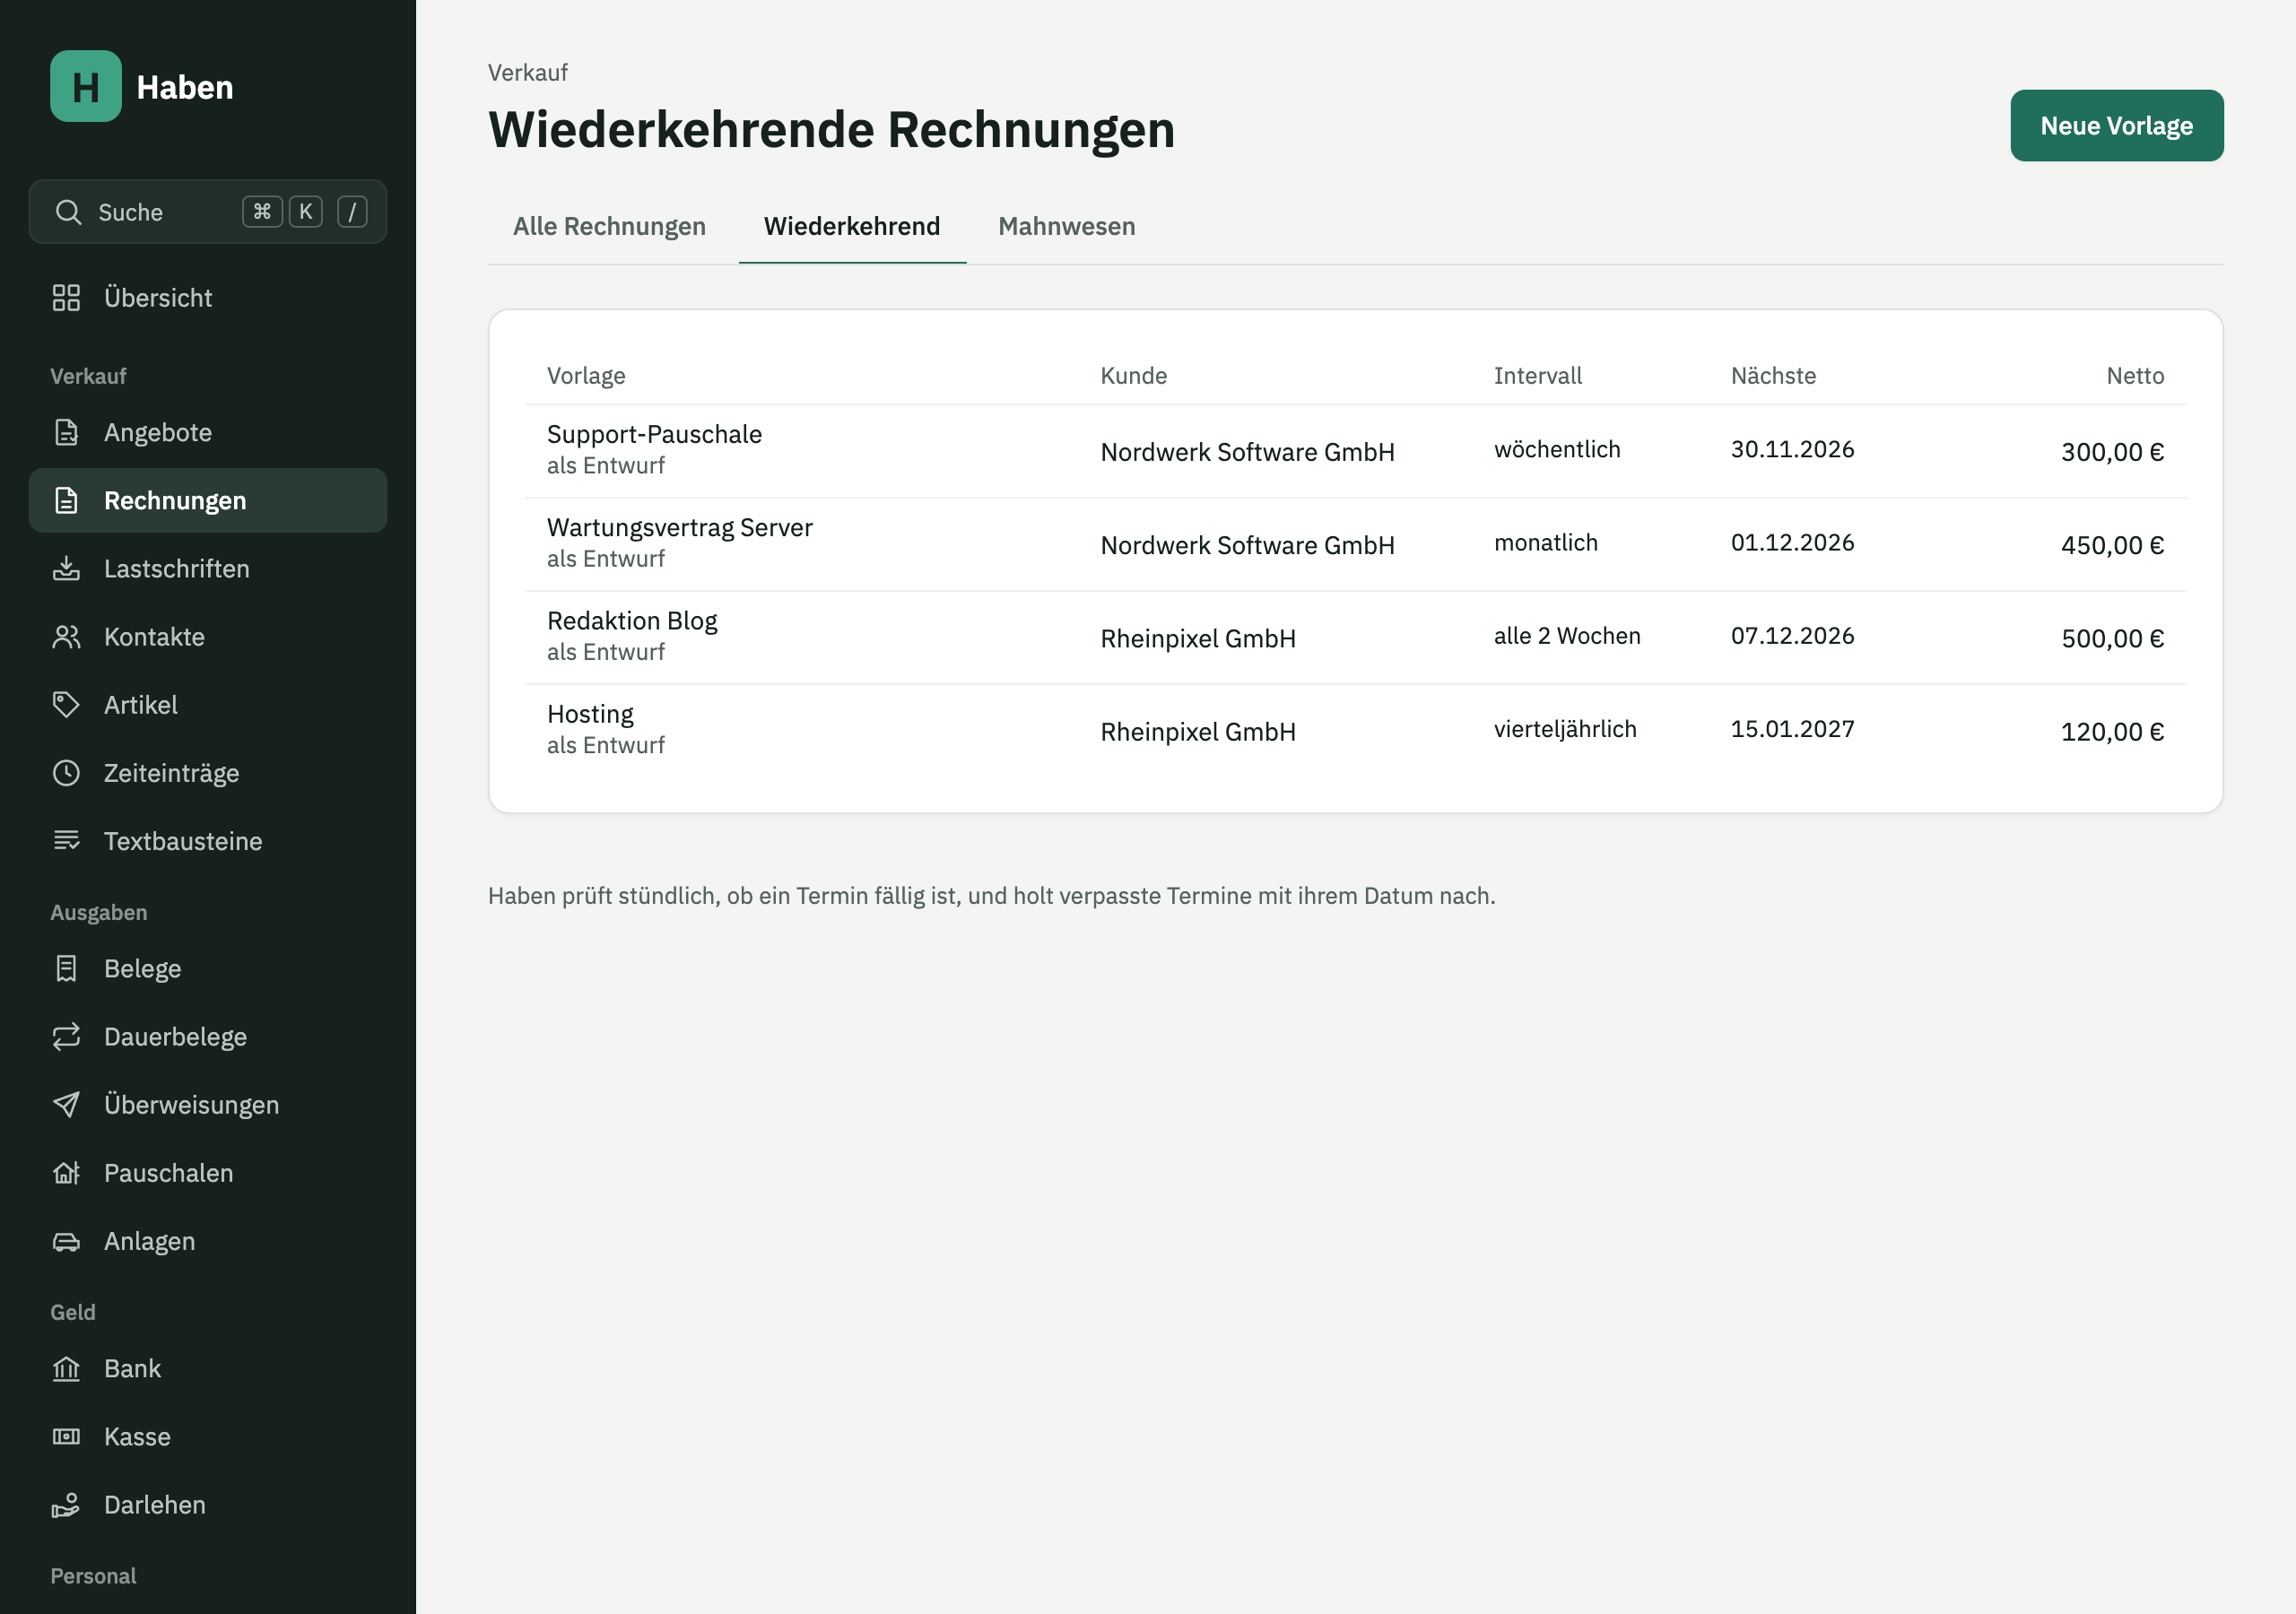 H Haben
Suche ⌘ K /
Übersicht
Verkauf
Angebote
Rechnungen
Lastschriften
Kontakte
Artikel
Zeiteinträge
Textbausteine
Ausgaben
Belege
Dauerbelege
Überweisungen
Pauschalen
Anlagen
Geld
Bank
Kasse
Darlehen
Personal
Verkauf
Wiederkehrende Rechnungen
Neue Vorlage
Alle Rechnungen Wiederkehrend Mahnwesen
Vorlage Kunde Intervall Nächste Netto
Support-Pauschale
als Entwurf
Nordwerk Software GmbH wöchentlich 30.11.2026 300,00 €
Wartungsvertrag Server
als Entwurf
Nordwerk Software GmbH monatlich 01.12.2026 450,00 €
Redaktion Blog
als Entwurf
Rheinpixel GmbH alle 2 Wochen 07.12.2026 500,00 €
Hosting
als Entwurf
Rheinpixel GmbH vierteljährlich 15.01.2027 120,00 €
Haben prüft stündlich, ob ein Termin fällig ist, und holt verpasste Termine mit ihrem Datum nach.